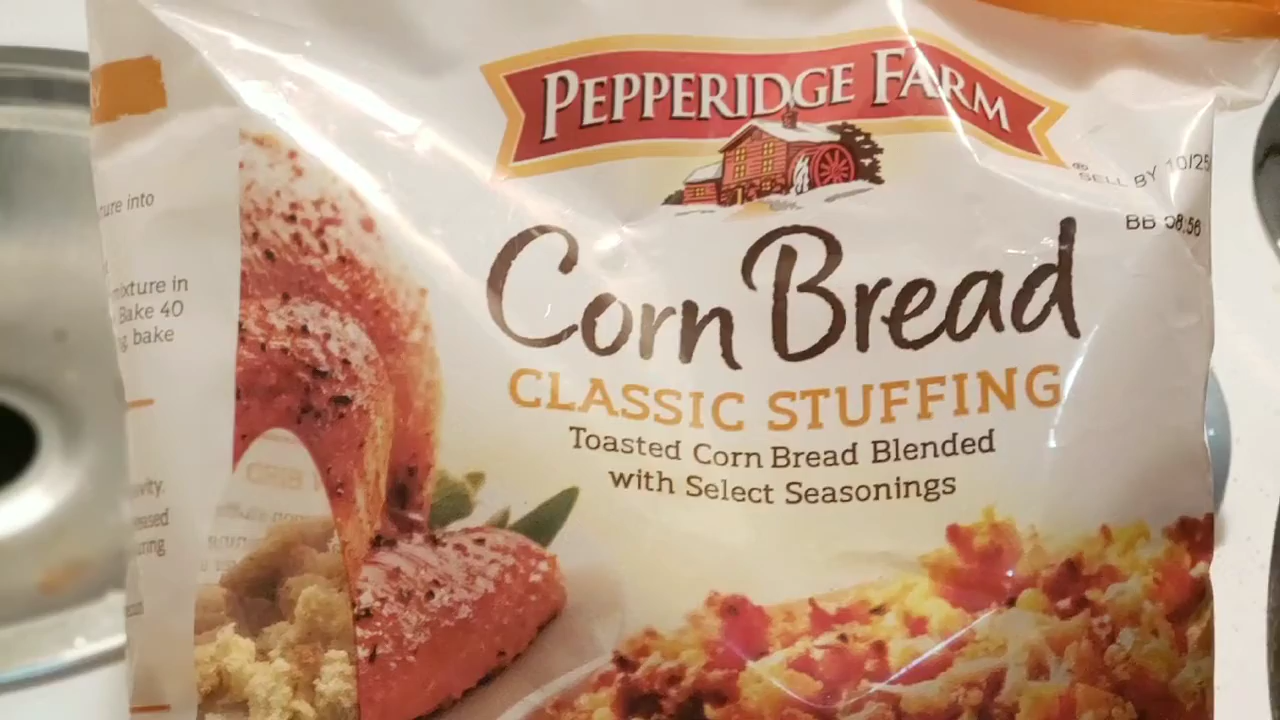 PEPPERIDGE FARM
®
SELL BY 10/25
BB 08:56
Corn Bread
CLASSIC STUFFING
Toasted Corn Bread Blended
with Select Seasonings
into
mixture in
Bake 40
bake